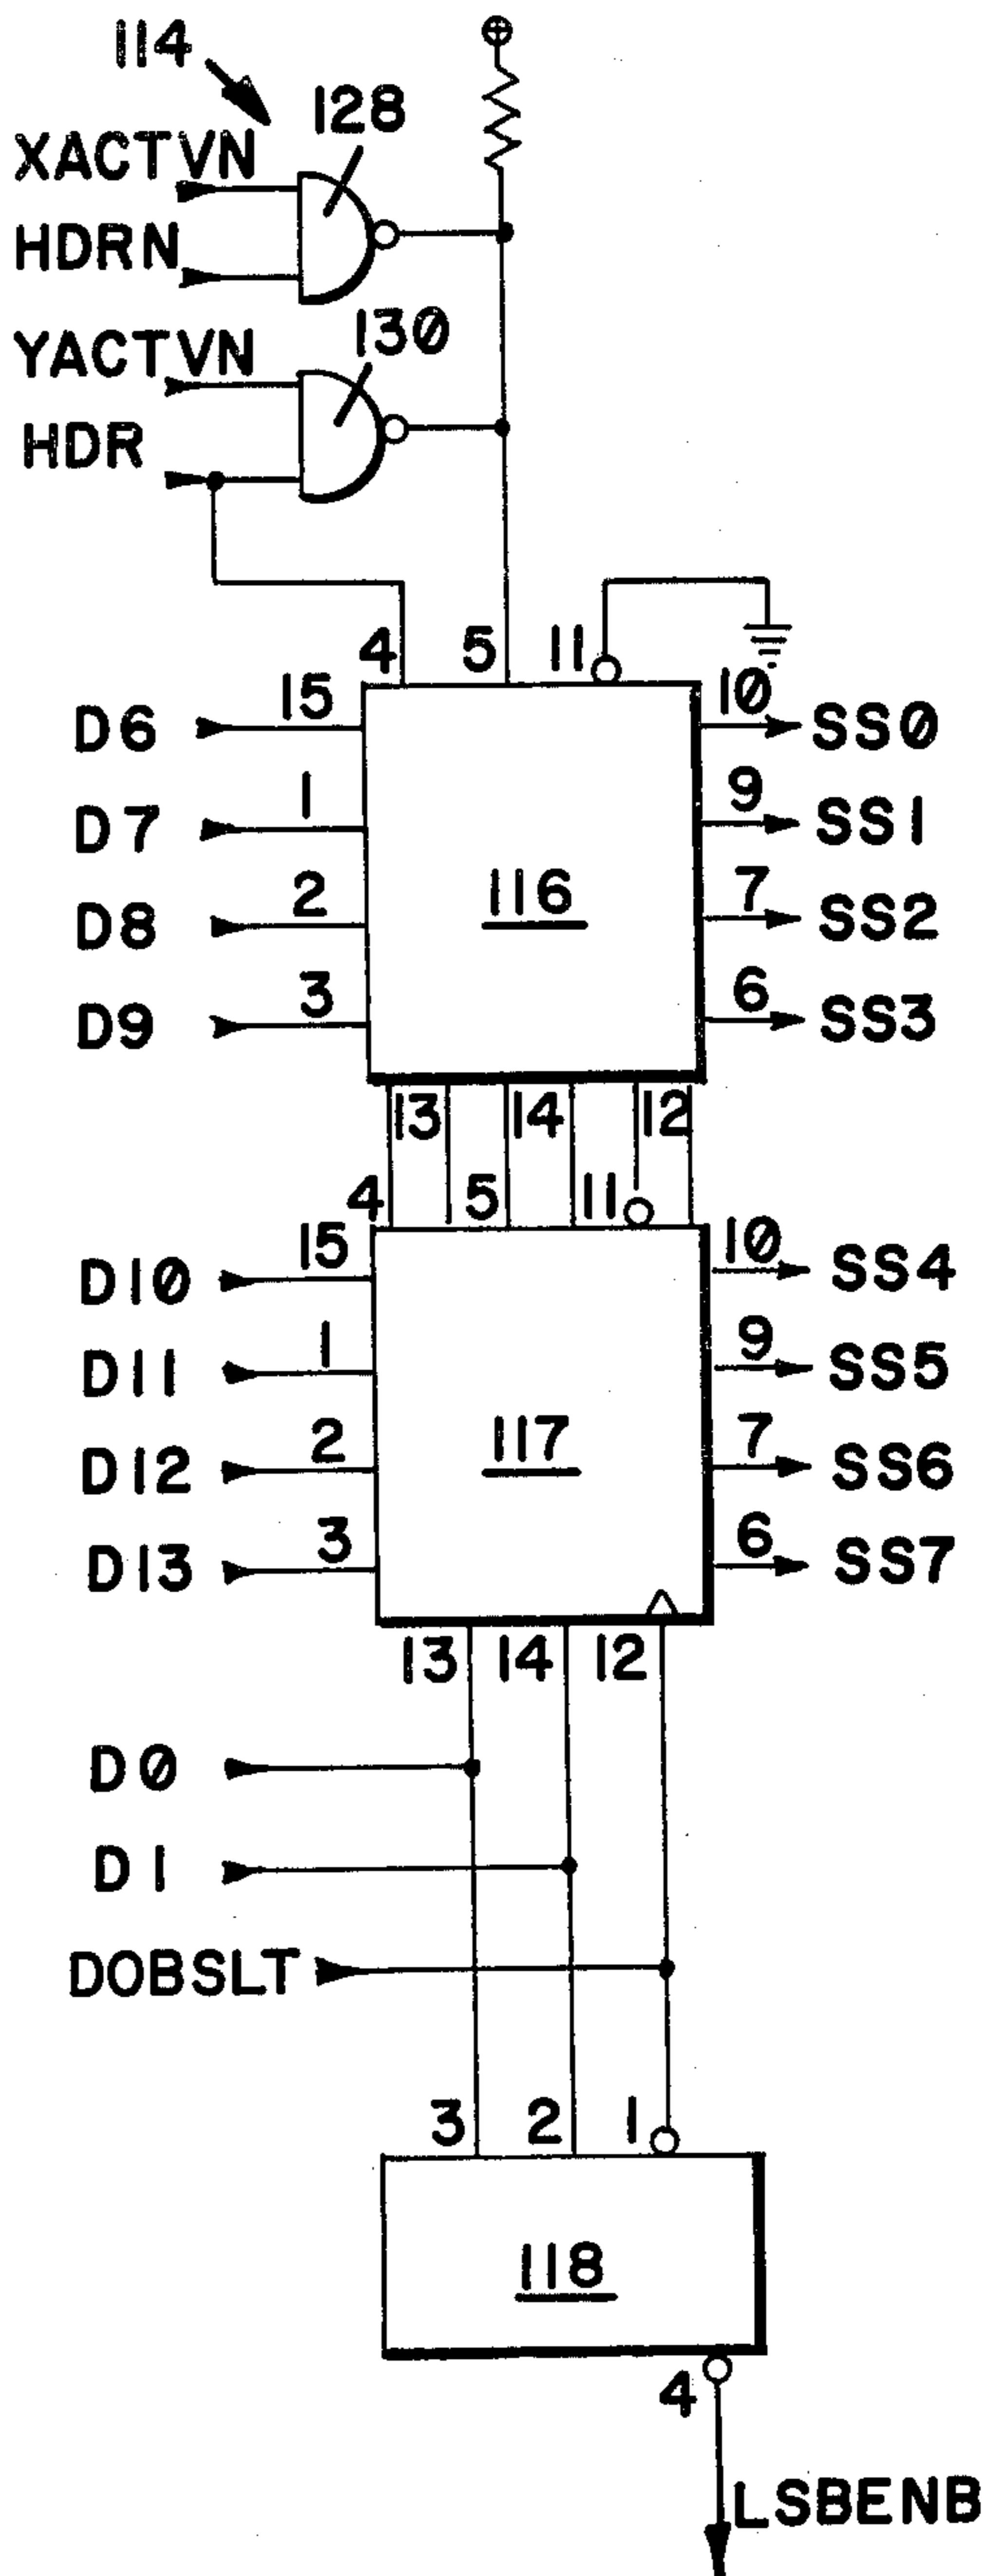 114
128
XACTVN
HDRN
130
YACTVN
HDR
4 5 11
D6 15 10 SS0
D7 1 9 SS1
116
D8 2 7 SS2
D9 3 6 SS3
13 14 12
4 5 11
D10 15 10 SS4
D11 1 9 SS5
117
D12 2 7 SS6
D13 3 6 SS7
13 14 12
D0
D1
DOBSLT
3 2 1
118
4
LSBENB